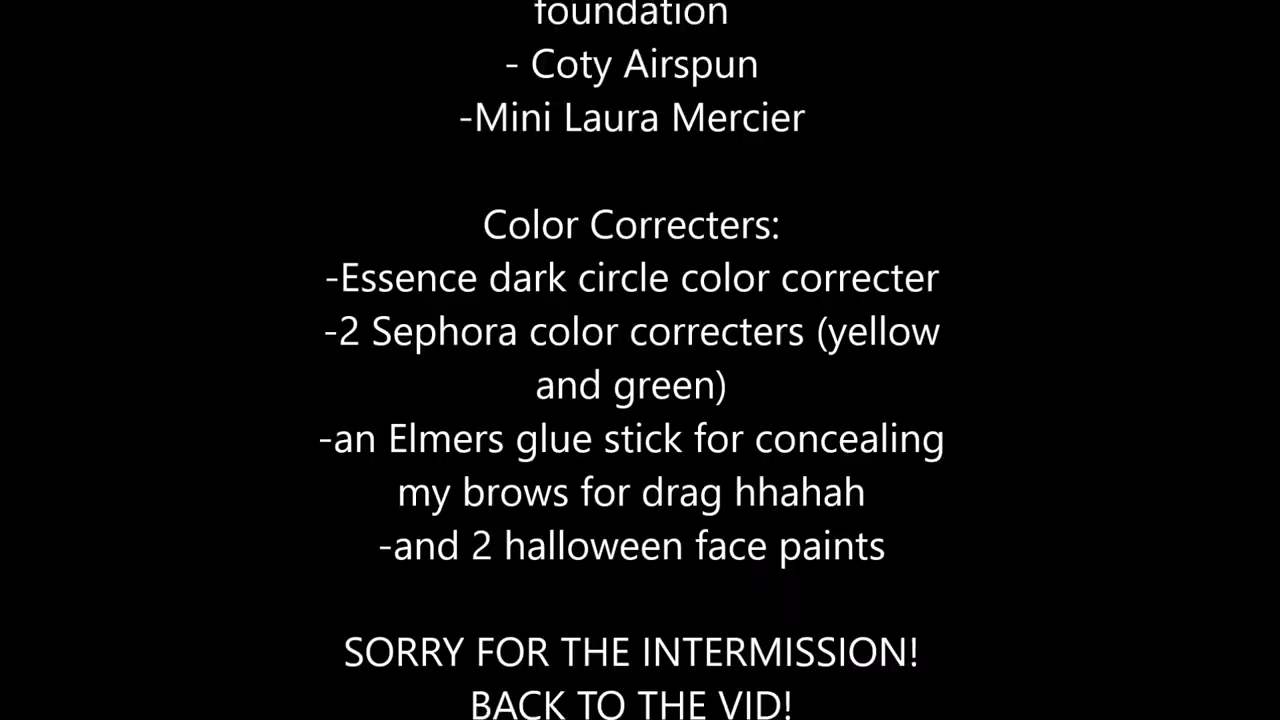 foundation
- Coty Airspun
-Mini Laura Mercier
Color Correcters:
-Essence dark circle color correcter
-2 Sephora color correcters (yellow
and green)
-an Elmers glue stick for concealing
my brows for drag hhahah
-and 2 halloween face paints
SORRY FOR THE INTERMISSION!
BACK TO THE VID!